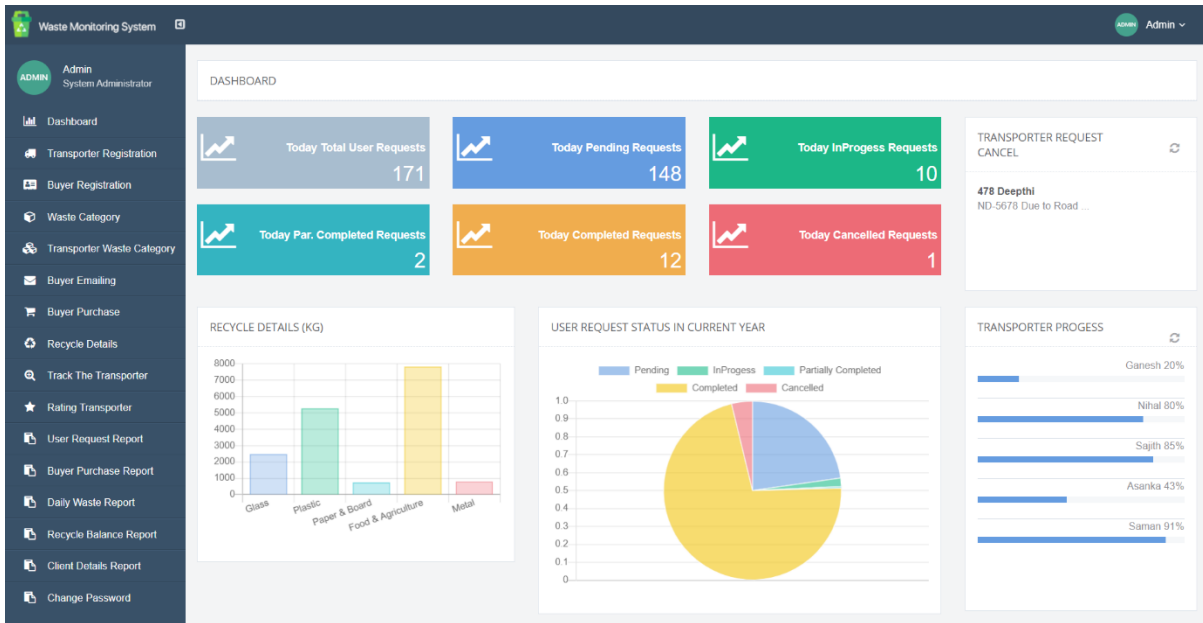 Waste Monitoring System
ADMIN
Admin
ADMIN
Admin
System Administrator
Dashboard
Transporter Registration
Buyer Registration
Waste Category
Transporter Waste Category
Buyer Emailing
Buyer Purchase
Recycle Details
Track The Transporter
Rating Transporter
User Request Report
Buyer Purchase Report
Daily Waste Report
Recycle Balance Report
Client Details Report
Change Password
DASHBOARD
Today Total User Requests
171
Today Pending Requests
148
Today InProgess Requests
10
Today Par. Completed Requests
2
Today Completed Requests
12
Today Cancelled Requests
1
TRANSPORTER REQUEST
CANCEL
478 Deepthi
ND-5678 Due to Road ...
RECYCLE DETAILS (KG)
8000
7000
6000
5000
4000
3000
2000
1000
0
Glass
Plastic
Paper & Board
Food & Agriculture
Metal
USER REQUEST STATUS IN CURRENT YEAR
Pending
InProgess
Partially Completed
Completed
Cancelled
1.0
0.9
0.8
0.7
0.6
0.5
0.4
0.3
0.2
0.1
0
TRANSPORTER PROGESS
Ganesh 20%
Nihal 80%
Sajith 85%
Asanka 43%
Saman 91%